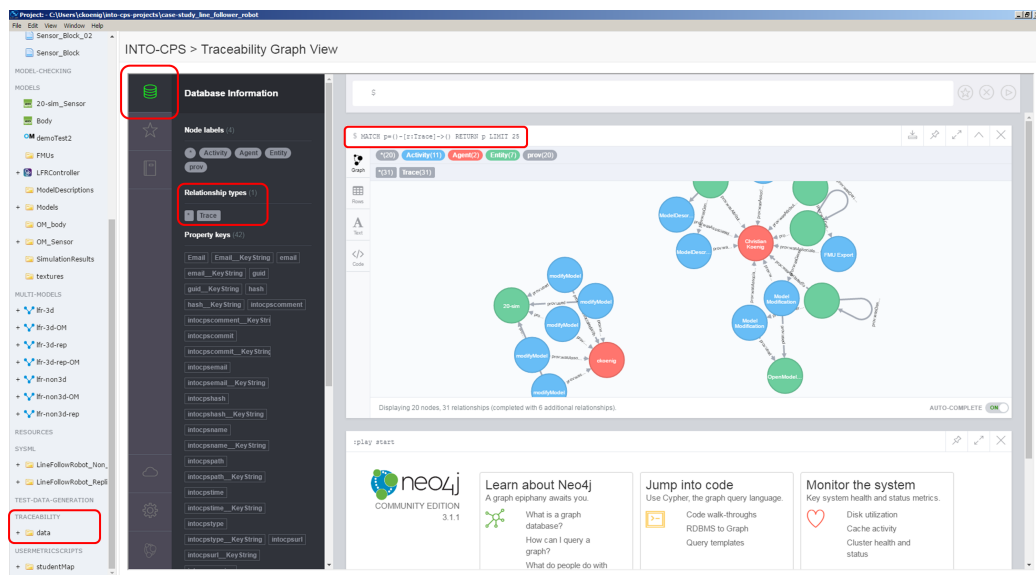 Project: - C:\Users\ckoenig\into-cps-projects\case-study_line_follower_robot
File Edit View Window Help
Sensor_Block_02
Sensor_Block
MODEL-CHECKING
MODELS
20-sim_Sensor
Body
OM demoTest2
FMUs
+ LFRController
ModelDescriptions
+ Models
OM_body
+ OM_Sensor
SimulationResults
textures
MULTI-MODELS
+ lfr-3d
+ lfr-3d-OM
+ lfr-3d-rep
+ lfr-3d-rep-OM
+ lfr-non3d
+ lfr-non3d-OM
+ lfr-non3d-rep
RESOURCES
SYSML
+ LineFollowRobot_Non_
+ LineFollowRobot_Repli
TEST-DATA-GENERATION
TRACEABILITY
+ data
USERMETRICSCRIPTS
+ studentMap
INTO-CPS > Traceability Graph View
Database Information
Node labels (4)
* Activity Agent Entity
prov
Relationship types (1)
* Trace
Property keys (42)
Email Email__KeyString email
email__KeyString guid
guid__KeyString hash
hash__KeyString intocpscomment
intocpscomment__KeyStri
intocpscommit
intocpscommit__KeyString
intocpsemail
intocpsemail__KeyString
intocpshash
intocpshash__KeyString
intocpsname
intocpsname__KeyString
intocpspath
intocpspath__KeyString
intocpstime
intocpstime__KeyString
intocpstype
intocpstype__KeyString intocpsurl
intocpsurl__KeyString
$
$ MATCH p=()-[r:Trace]->() RETURN p LIMIT 25
*(20) Activity(11) Agent(2) Entity(7) prov(20)
*(31) Trace(31)
Graph
Rows
A
Text
</>
Code
ModelDescr...
ModelDescr...
Christian Koenig
FMU Export
Model Modification
Model Modification
OpenModel...
modifyModel
modifyModel
modifyModel
modifyModel
modifyModel
20-sim
ckoenig
Displaying 20 nodes, 31 relationships (completed with 6 additional relationships).
AUTO-COMPLETE ON
:play start
neo4j
COMMUNITY EDITION
3.1.1
Learn about Neo4j
A graph epiphany awaits you.
What is a graph
database?
How can I query a
graph?
What do people do with
Jump into code
Use Cypher, the graph query language.
Code walk-throughs
RDBMS to Graph
Query templates
Monitor the system
Key system health and status metrics.
Disk utilization
Cache activity
Cluster health and
status